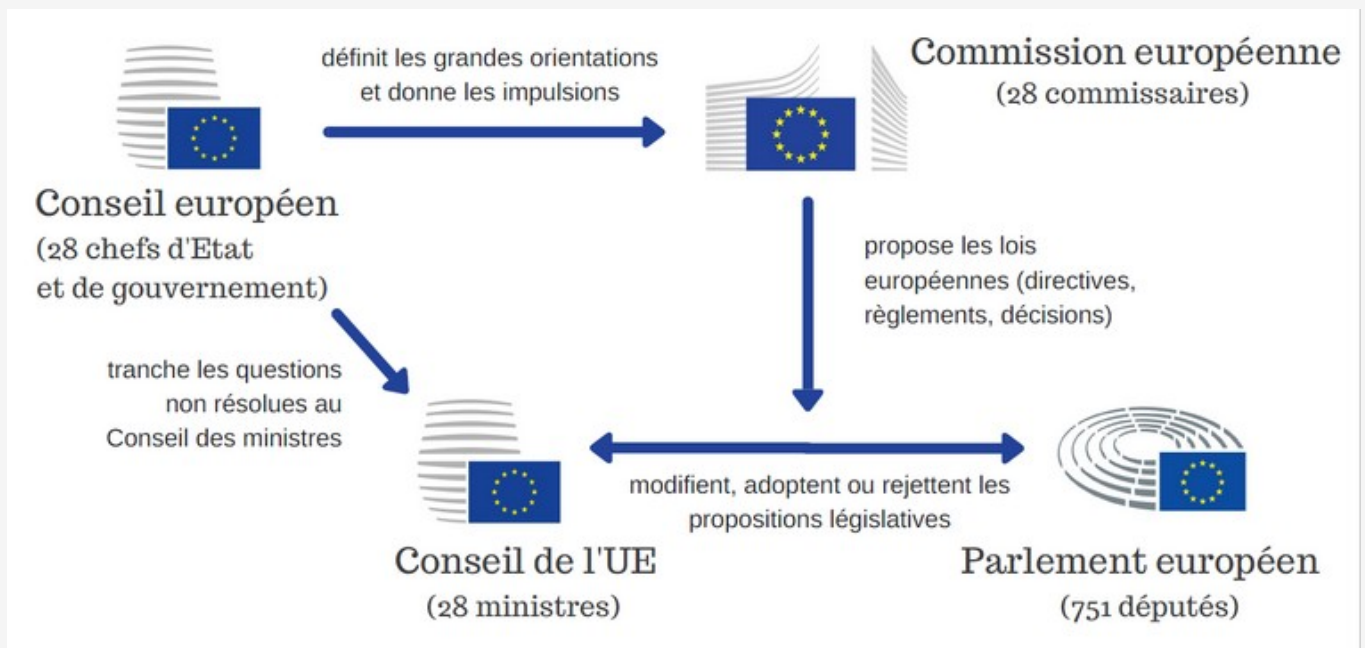 définit les grandes orientations
et donne les impulsions
Commission européenne
(28 commissaires)
Conseil européen
(28 chefs d'Etat
et de gouvernement)
propose les lois
européennes (directives,
règlements, décisions)
tranche les questions
non résolues au
Conseil des ministres
modifient, adoptent ou rejettent les
propositions législatives
Conseil de l'UE
(28 ministres)
Parlement européen
(751 députés)